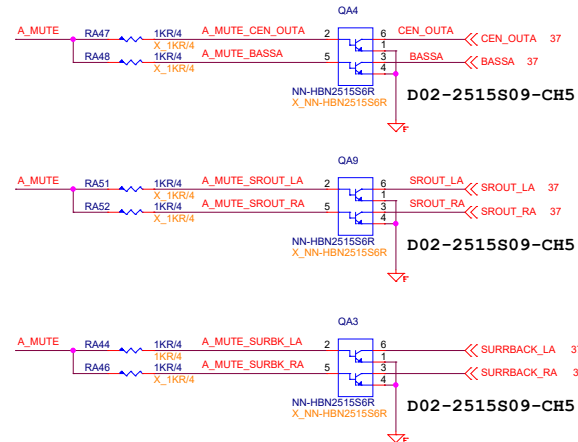 QA4
A_MUTE RA47 1KR/4 A_MUTE_CEN_OUTA 2 6 CEN_OUTA CEN_OUTA 37
X_1KR/4 1
RA48 1KR/4 A_MUTE_BASSA 5 3 BASSA BASSA 37
X_1KR/4 4
NN-HBN2515S6R
X_NN-HBN2515S6R
D02-2515S09-CH5
QA9
A_MUTE RA51 1KR/4 A_MUTE_SROUT_LA 2 6 SROUT_LA SROUT_LA 37
X_1KR/4 1
RA52 1KR/4 A_MUTE_SROUT_RA 5 3 SROUT_RA SROUT_RA 37
X_1KR/4 4
NN-HBN2515S6R
X_NN-HBN2515S6R
D02-2515S09-CH5
QA3
A_MUTE RA44 1KR/4 A_MUTE_SURBK_LA 2 6 SURRBACK_LA
1KR/4 1
RA46 1KR/4 A_MUTE_SURBK_RA 5 3 SURRBACK_RA 3
X_1KR/4 4
NN-HBN2515S6R
X_NN-HBN2515S6R
D02-2515S09-CH5